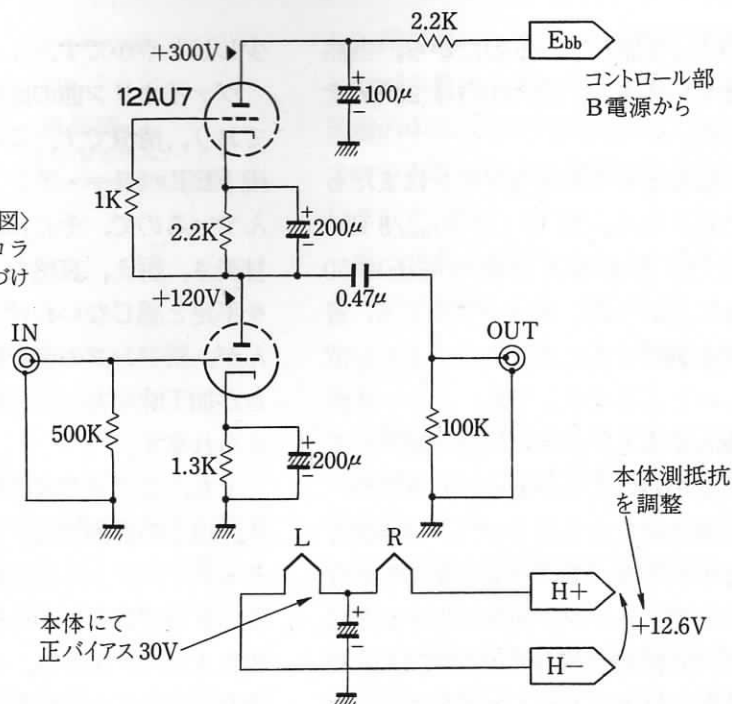 2.2K
Ebb
+300V
コントロール部
B電源から
12AU7
+
100μ
−
1K
図〉
コラ
づけ
2.2K
+
200μ
−
+120V
0.47μ
IN
OUT
500K
100K
1.3K
+
200μ
−
本体測抵抗
を調整
L
R
H+
本体にて
正バイアス30V
+
−
+12.6V
H−